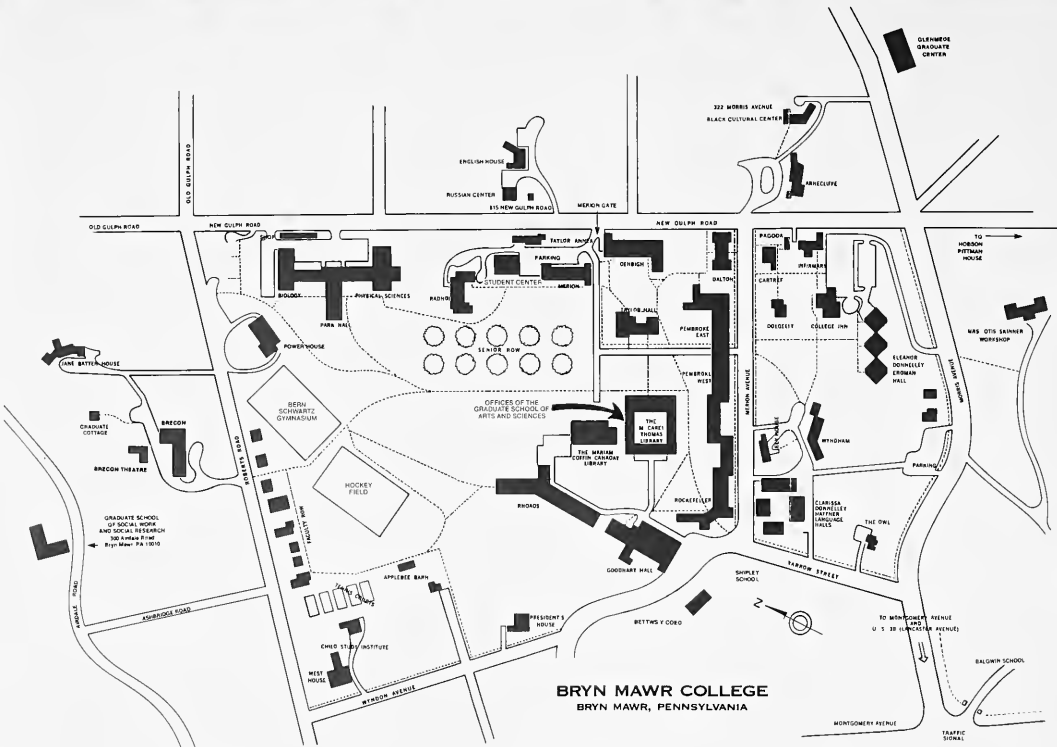 GLENMEDE
GRADUATE
CENTER
322 MORRIS AVENUE
BLACK CULTURAL CENTER
ARNECLIFFE
ENGLISH HOUSE
RUSSIAN CENTER
815 NEW GULPH ROAD
MERION GATE
OLD GULPH ROAD
OLD GULPH ROAD
NEW GULPH ROAD
NEW GULPH ROAD
TO
HOBSON
PITTMAN
HOUSE
SHOP
TAYLOR ANNEX
PARKING
DENBIGH
PAGODA
INFIRMARY
BIOLOGY
PHYSICAL SCIENCES
RADNOR
STUDENT CENTER
MERION
DALTON
CARTREF
PARK HALL
TAYLOR HALL
DOLGELLY
COLLEGE INN
PEMBROKE
EAST
MRS OTIS SKINNER
WORKSHOP
POWER HOUSE
SENIOR ROW
JANE BATTER HOUSE
PEMBROKE
WEST
MERION AVENUE
ELEANOR
DONNELLEY
ERDMAN
HALL
MORRIS AVENUE
BERN
SCHWARTZ
GYMNASIUM
OFFICES OF THE
GRADUATE SCHOOL OF
ARTS AND SCIENCES
THE
M CAREY
THOMAS
LIBRARY
GRADUATE
COTTAGE
BRECON
ROBERTS ROAD
THE MARIAM
COFFIN CANADAY
LIBRARY
WYNDHAM
BRECON THEATRE
PARKING
HOCKEY
FIELD
RHOADS
ROCKEFELLER
CLARISSA
DONNELLEY
HAFFNER
LANGUAGE
HALLS
THE OWL
GRADUATE SCHOOL
OF SOCIAL WORK
AND SOCIAL RESEARCH
300 Airdale Road
Bryn Mawr PA 19010
FACULTY ROW
GOODHART HALL
YARROW STREET
APPLEBEE BARN
SHIPLEY
SCHOOL
TENNIS COURTS
AIRDALE ROAD
ASHBRIDGE ROAD
Z
PRESIDENT'S
HOUSE
BETTWS Y COED
TO MONTGOMERY AVENUE
AND
U S 30 (LANCASTER AVENUE)
CHILD STUDY INSTITUTE
WEST
HOUSE
BALDWIN SCHOOL
WYNDON AVENUE
BRYN MAWR COLLEGE
BRYN MAWR, PENNSYLVANIA
MONTGOMERY AVENUE
TRAFFIC
SIGNAL